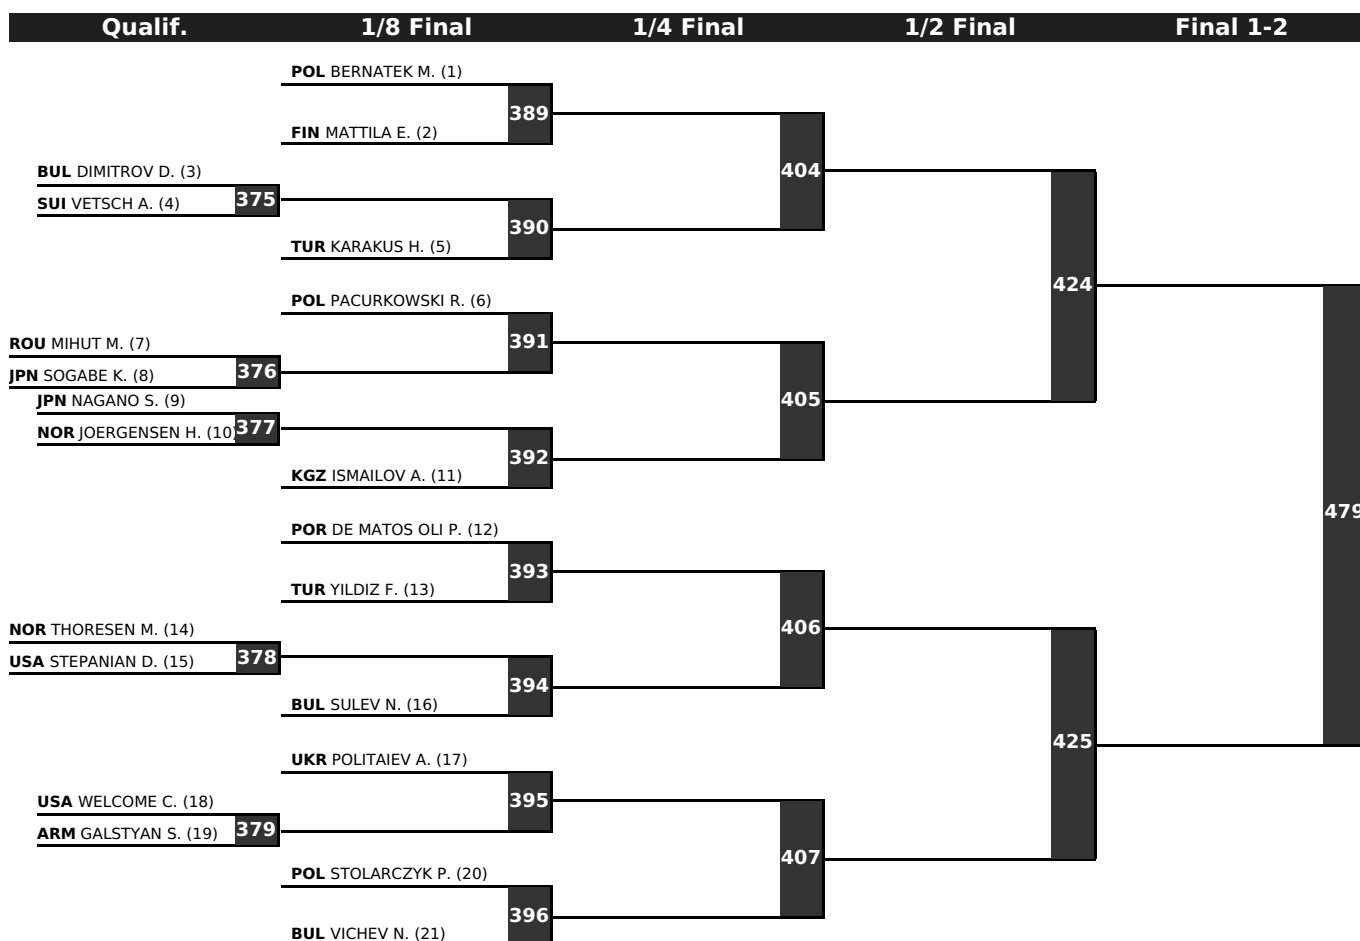 Qualif. 1/8 Final 1/4 Final 1/2 Final Final 1-2
POL BERNATEK M. (1)
389
FIN MATTILA E. (2)
BUL DIMITROV D. (3)
404
SUI VETSCH A. (4)
375
390
TUR KARAKUS H. (5)
424
POL PACURKOWSKI R. (6)
391
ROU MIHUT M. (7)
376
JPN SOGABE K. (8)
JPN NAGANO S. (9)
405
NOR JOERGENSEN H. (10)
377
392
KGZ ISMAILOV A. (11)
479
POR DE MATOS OLI P. (12)
393
TUR YILDIZ F. (13)
NOR THORESEN M. (14)
406
USA STEPANIAN D. (15)
378
394
BUL SULEV N. (16)
425
UKR POLITAIEV A. (17)
USA WELCOME C. (18)
395
ARM GALSTYAN S. (19)
379
407
POL STOLARCZYK P. (20)
396
BUL VICHEV N. (21)